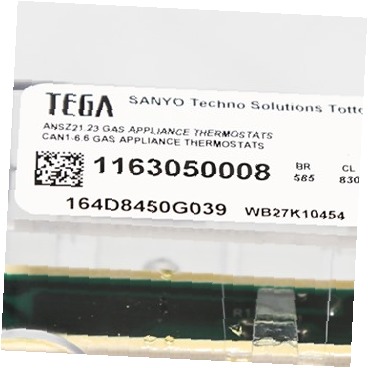 TEGA SANYO Techno Solutions Totto
ANSZ21.23 GAS APPLIANCE THERMOSTATS
CAN1-6.6 GAS APPLIANCE THERMOSTATS
1163050008 BR CL
585 830
164D8450G039 WB27K10454